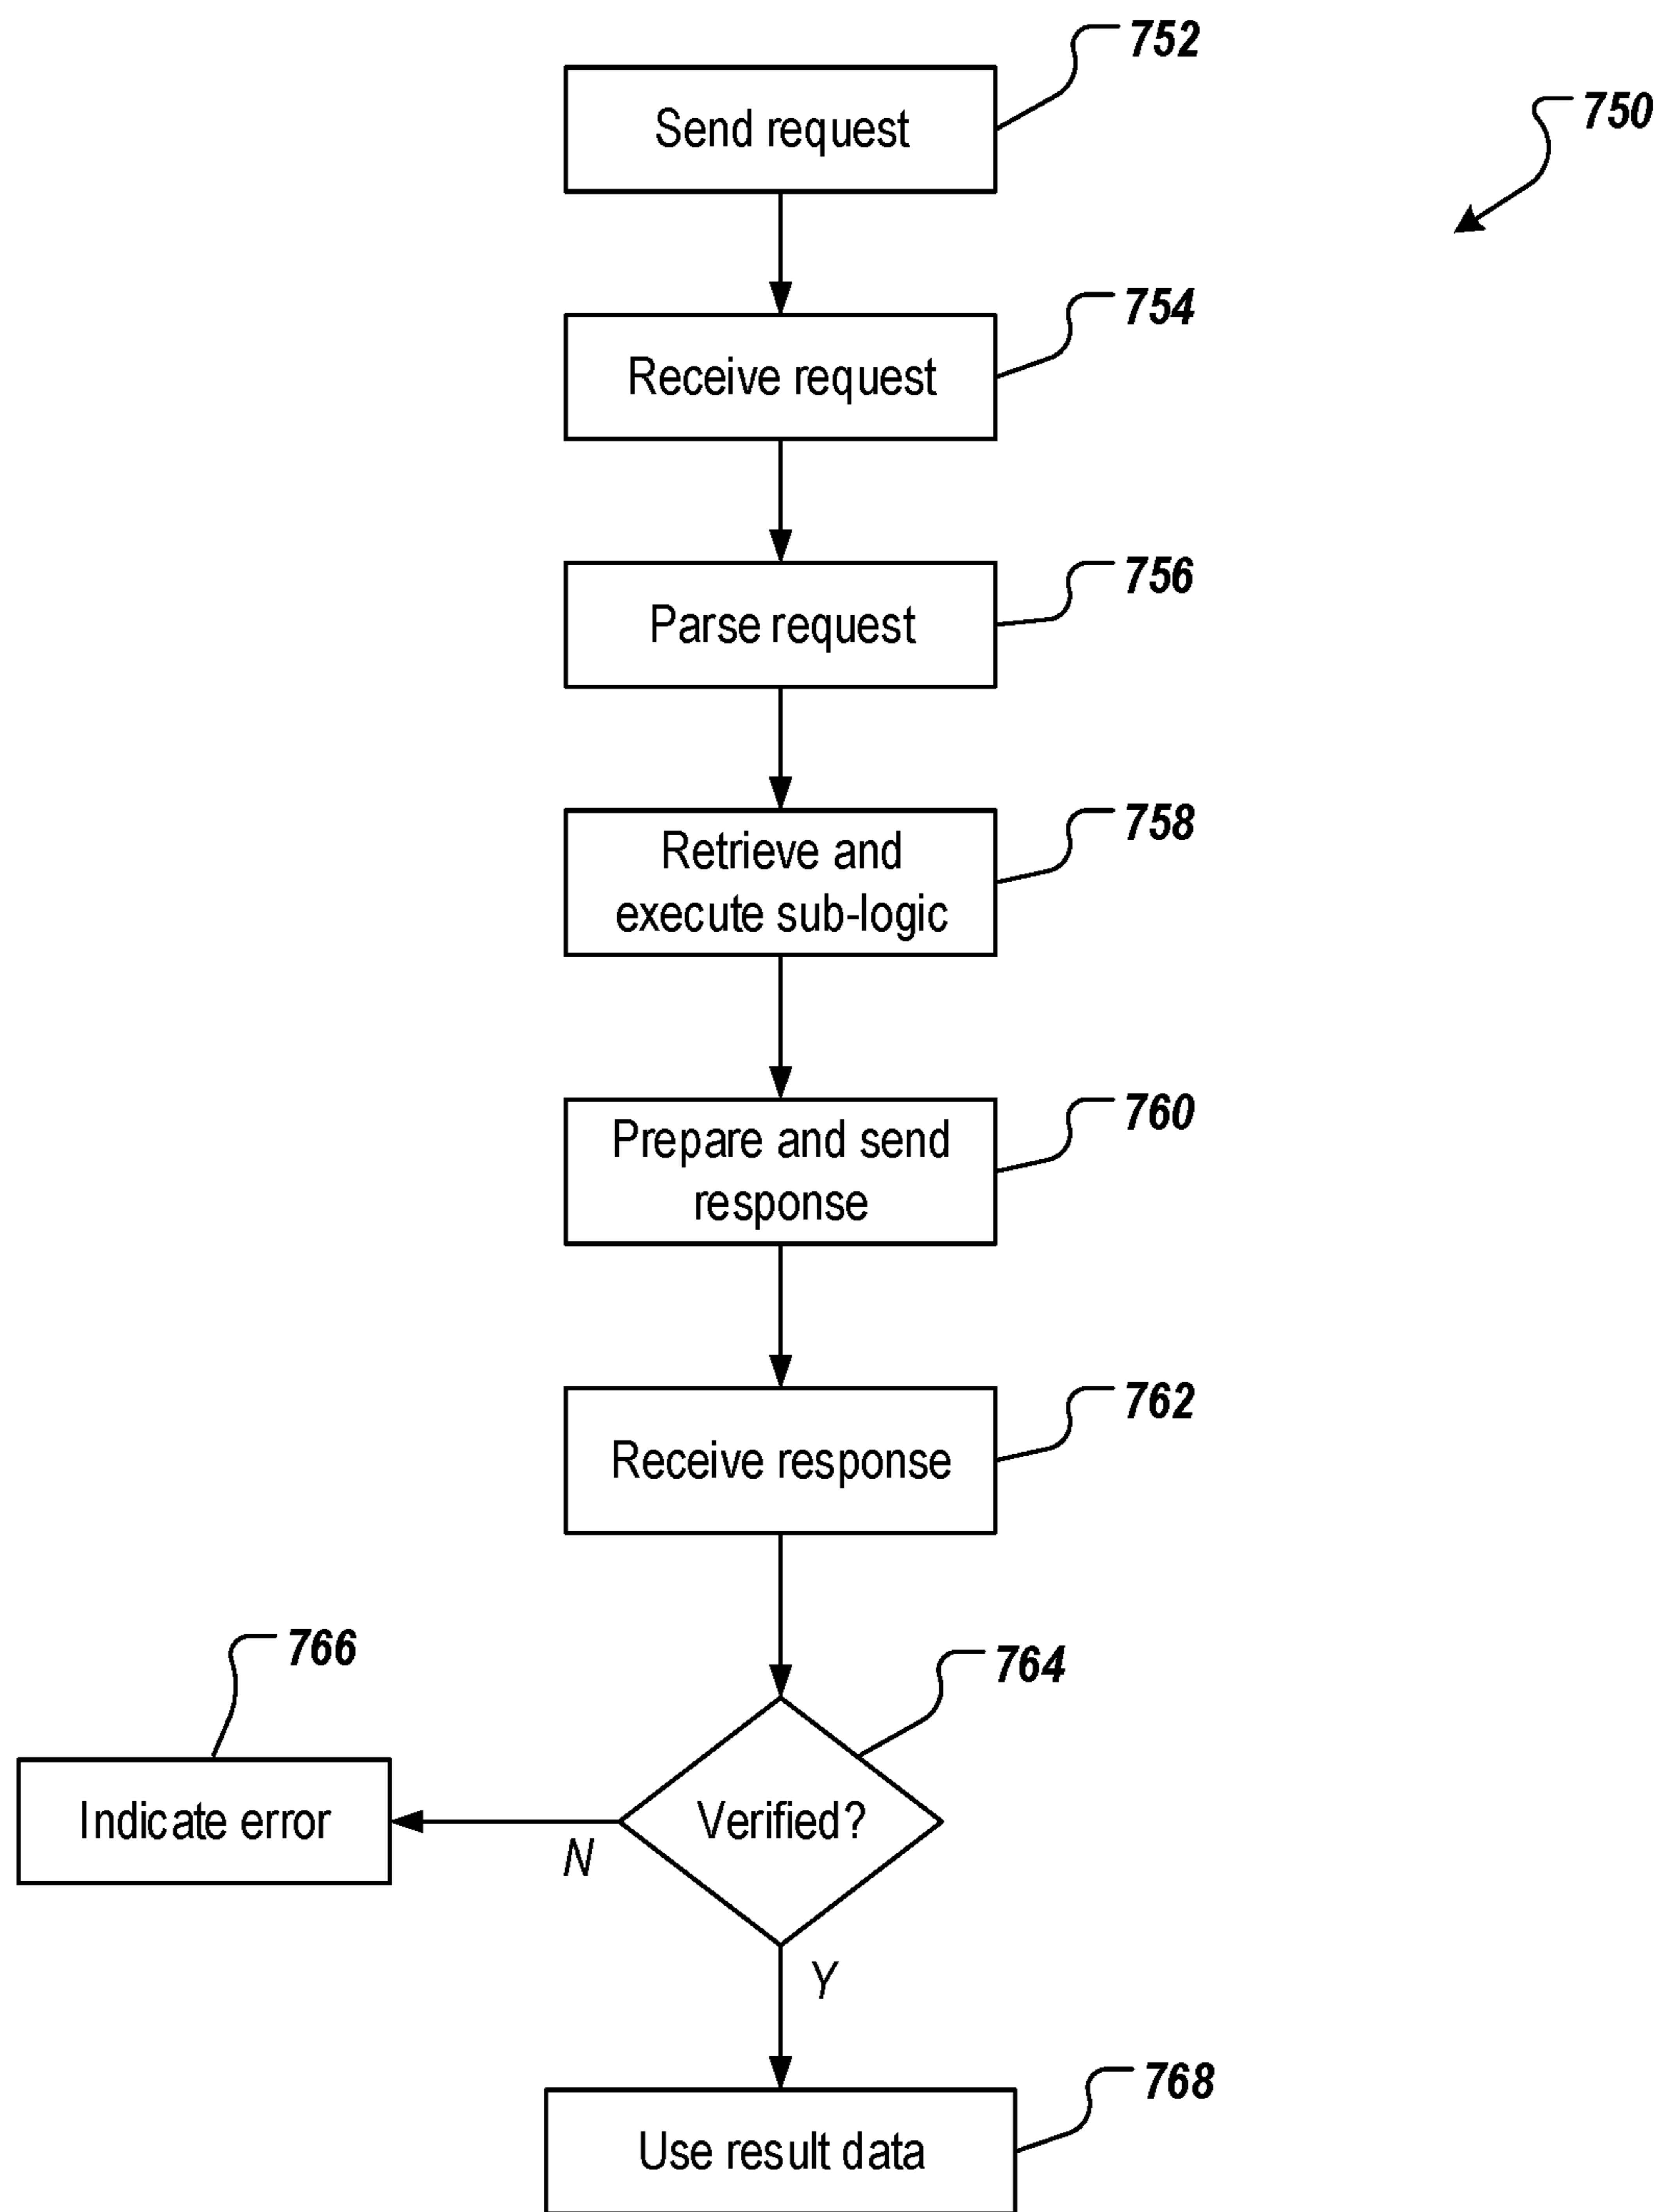 752
Send request
750
754
Receive request
756
Parse request
758
Retrieve and
execute sub-logic
760
Prepare and send
response
762
Receive response
766
764
Indicate error
N
Verified?
Y
768
Use result data